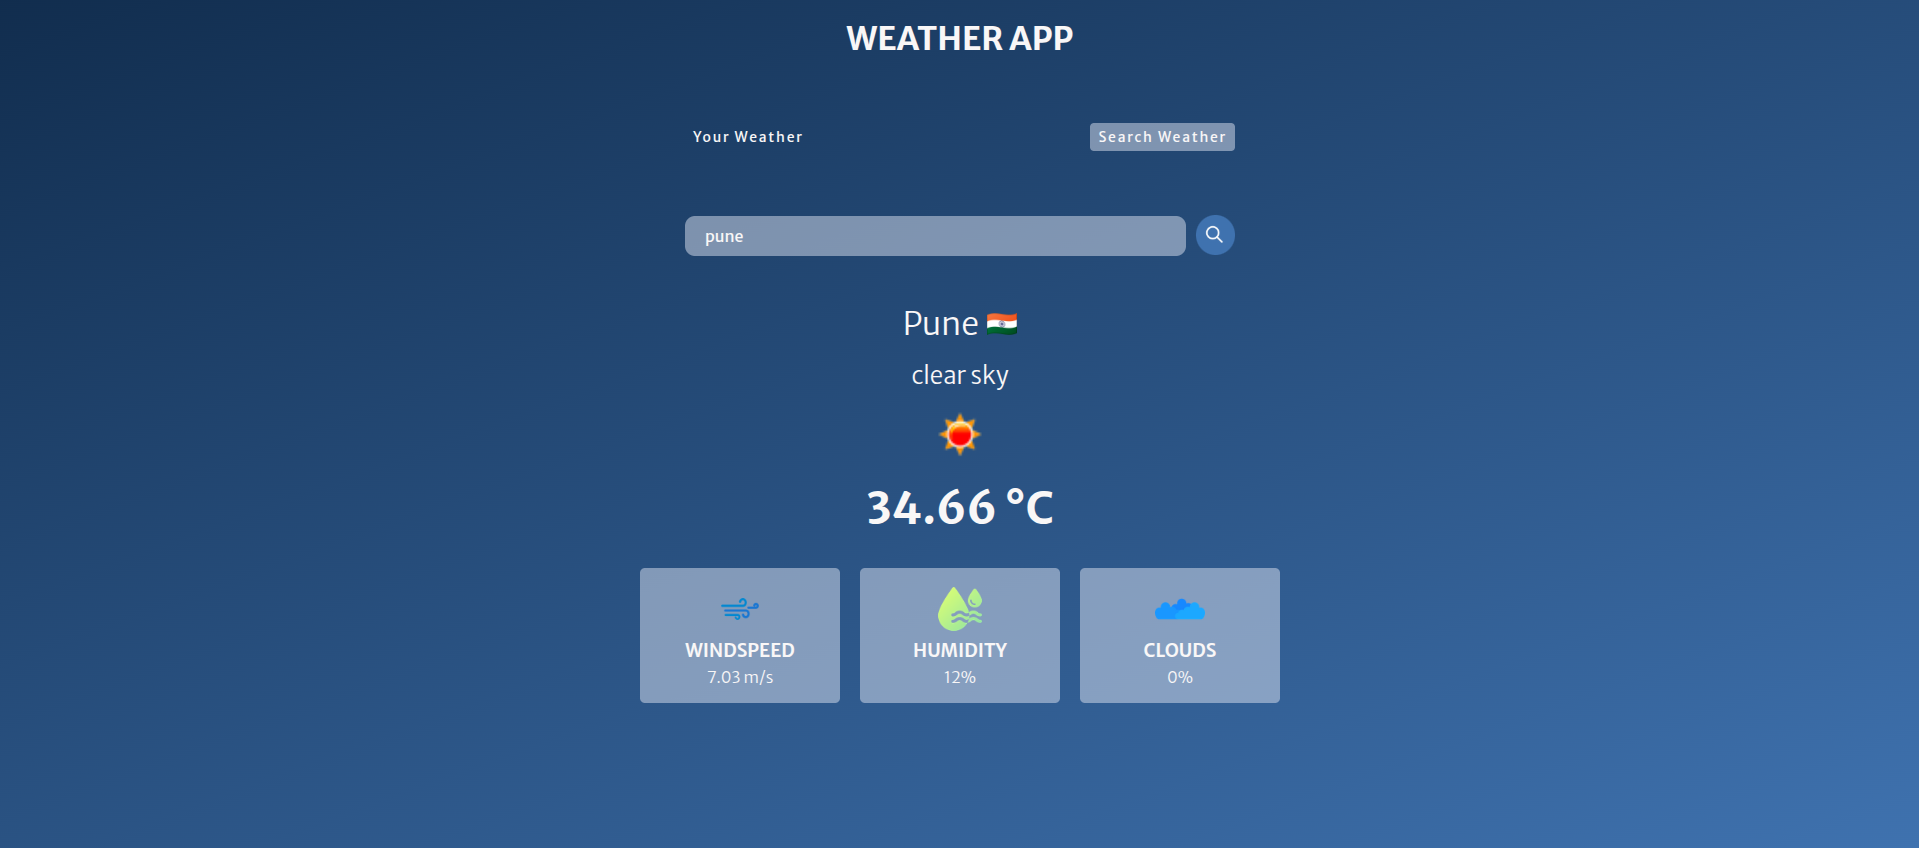 WEATHER APP
Your Weather
Search Weather
pune
Pune
clear sky
34.66 °C
WINDSPEED
7.03 m/s
HUMIDITY
12%
CLOUDS
0%